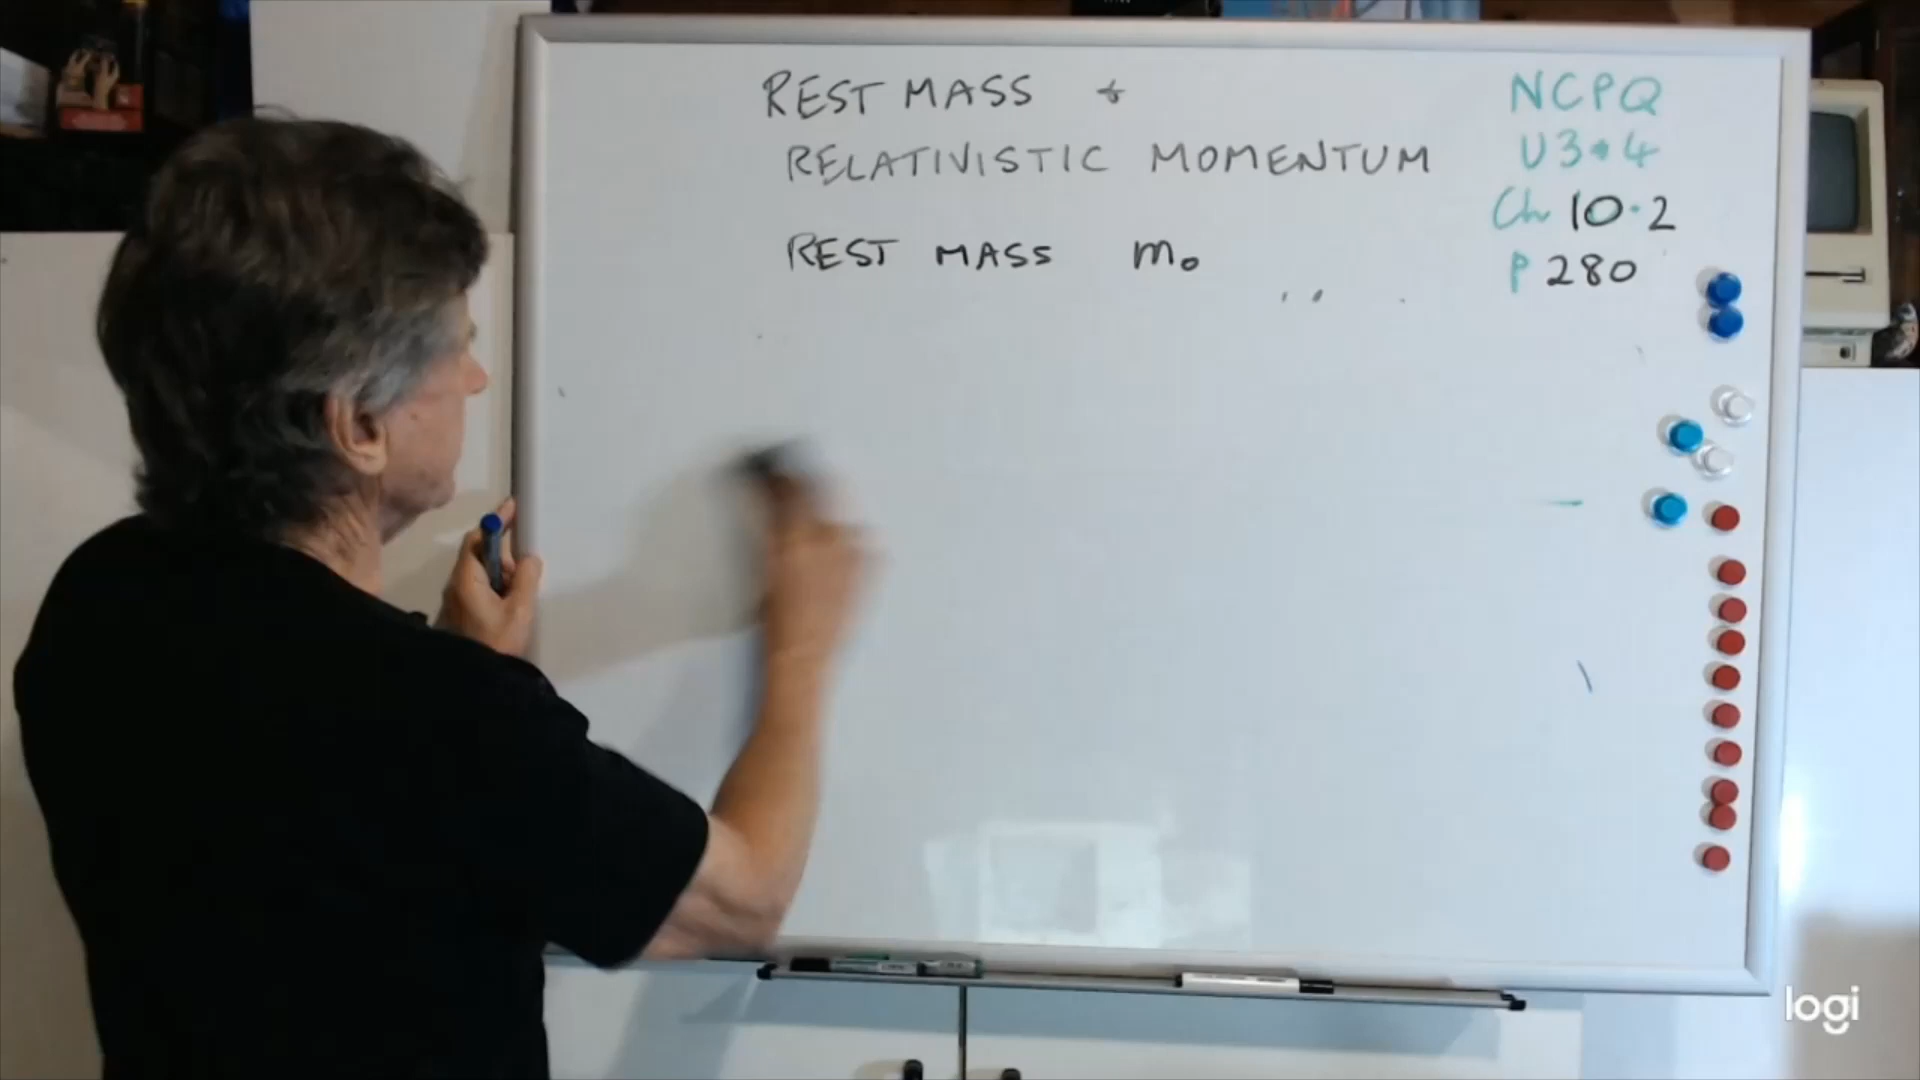 REST MASS +
RELATIVISTIC MOMENTUM
REST MASS m₀
NCPQ
U3+4
Ch 10.2
P 280
logi